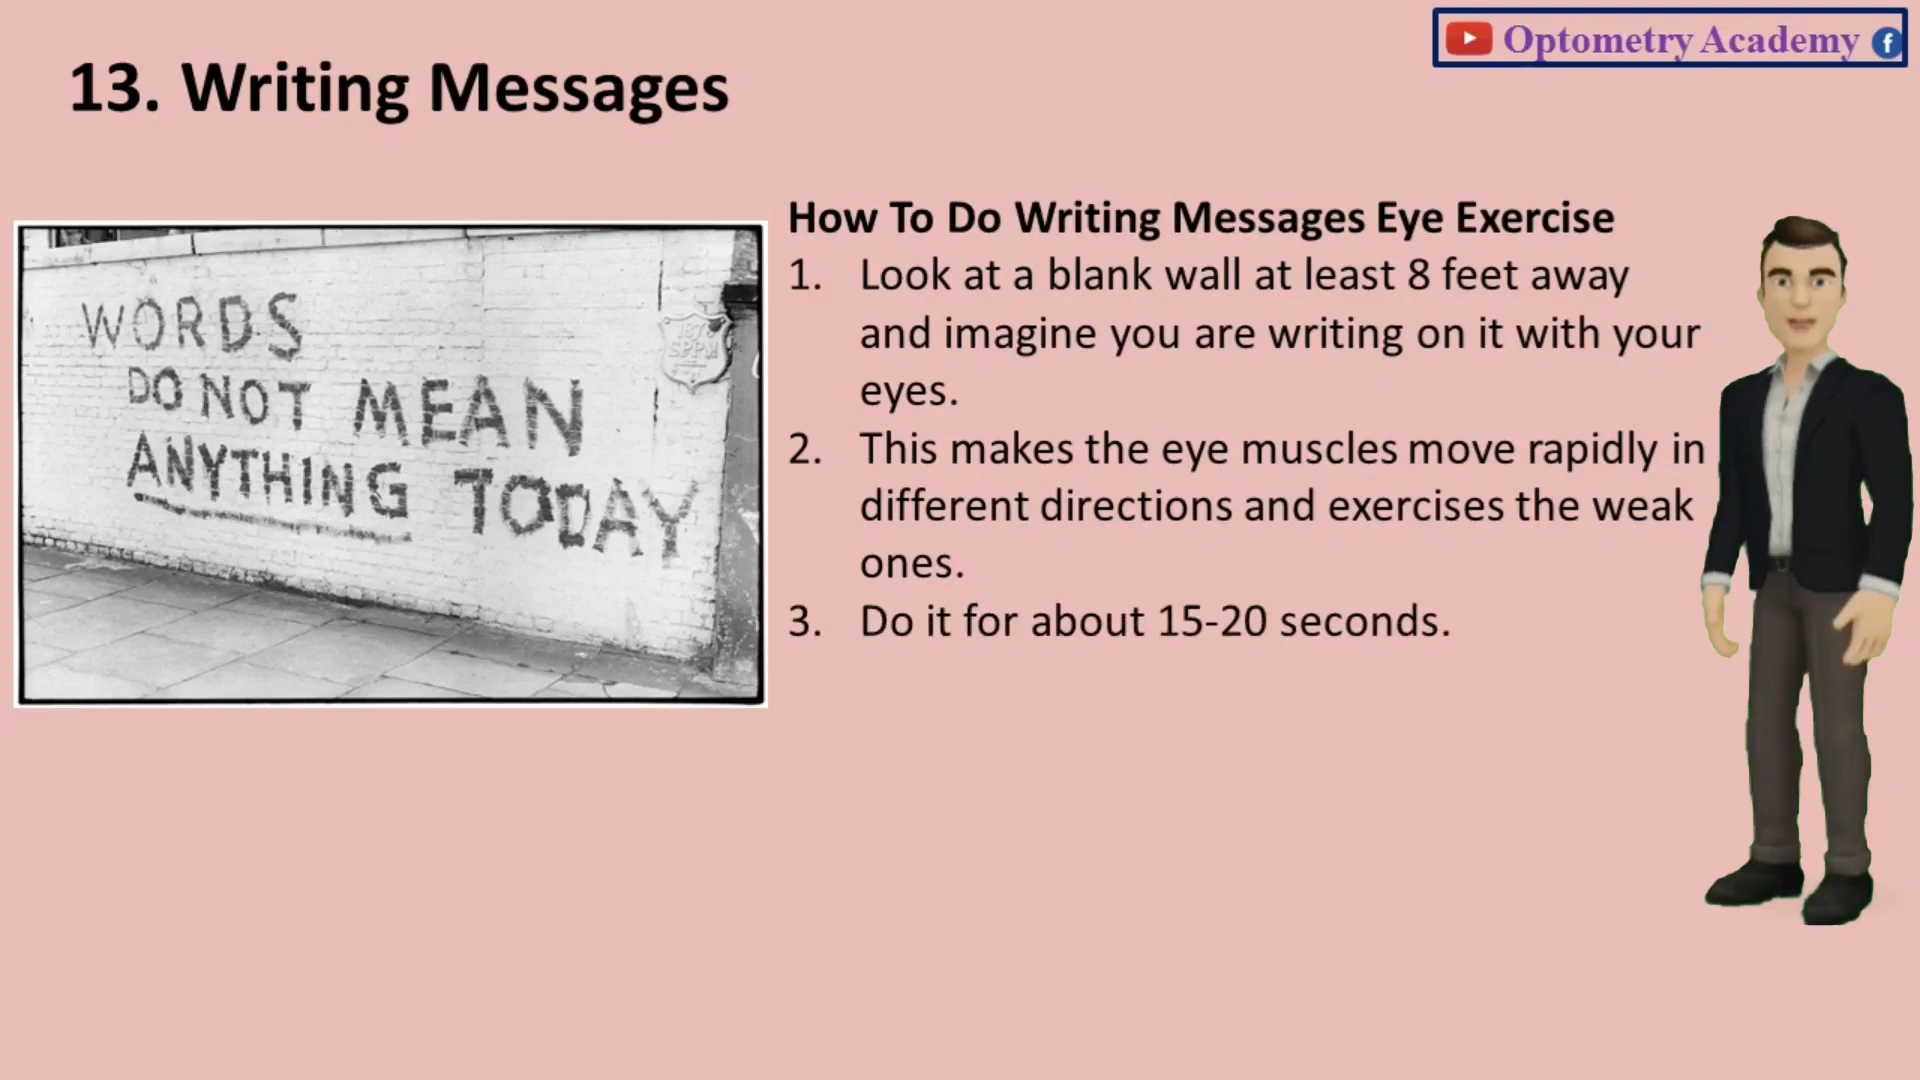 Optometry Academy
13. Writing Messages
WORDS
DO NOT MEAN
ANYTHING TODAY
187
SPPM
How To Do Writing Messages Eye Exercise
1. Look at a blank wall at least 8 feet away
and imagine you are writing on it with your
eyes.
2. This makes the eye muscles move rapidly in
different directions and exercises the weak
ones.
3. Do it for about 15-20 seconds.